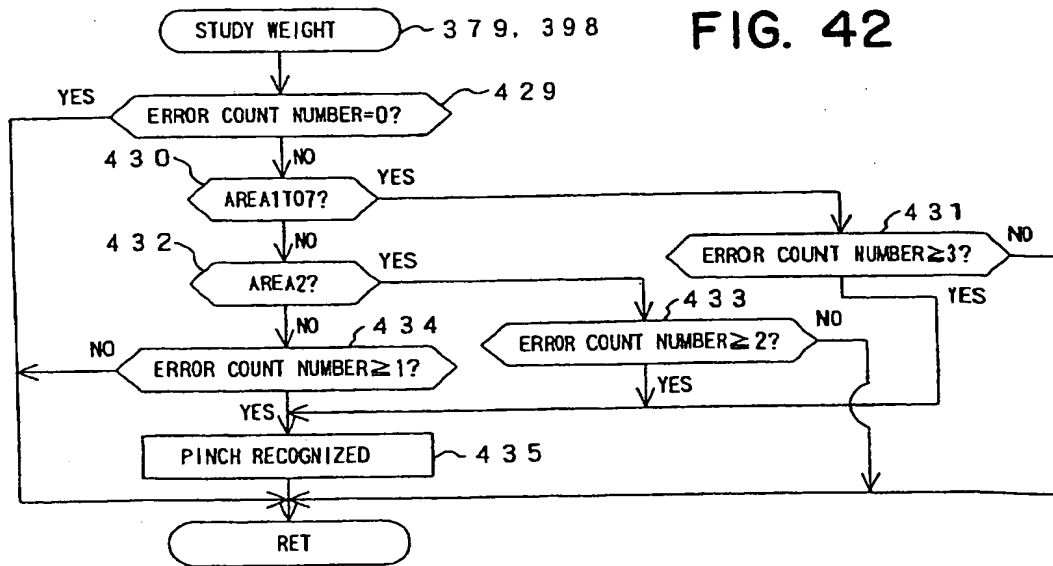 FIG. 42
STUDY WEIGHT
379, 398
YES
ERROR COUNT NUMBER=0?
429
NO
430
AREA1TO7?
YES
NO
431
ERROR COUNT NUMBER≧3?
NO
YES
432
AREA2?
YES
NO
433
ERROR COUNT NUMBER≧2?
NO
YES
434
NO
ERROR COUNT NUMBER≧1?
YES
PINCH RECOGNIZED
435
RET